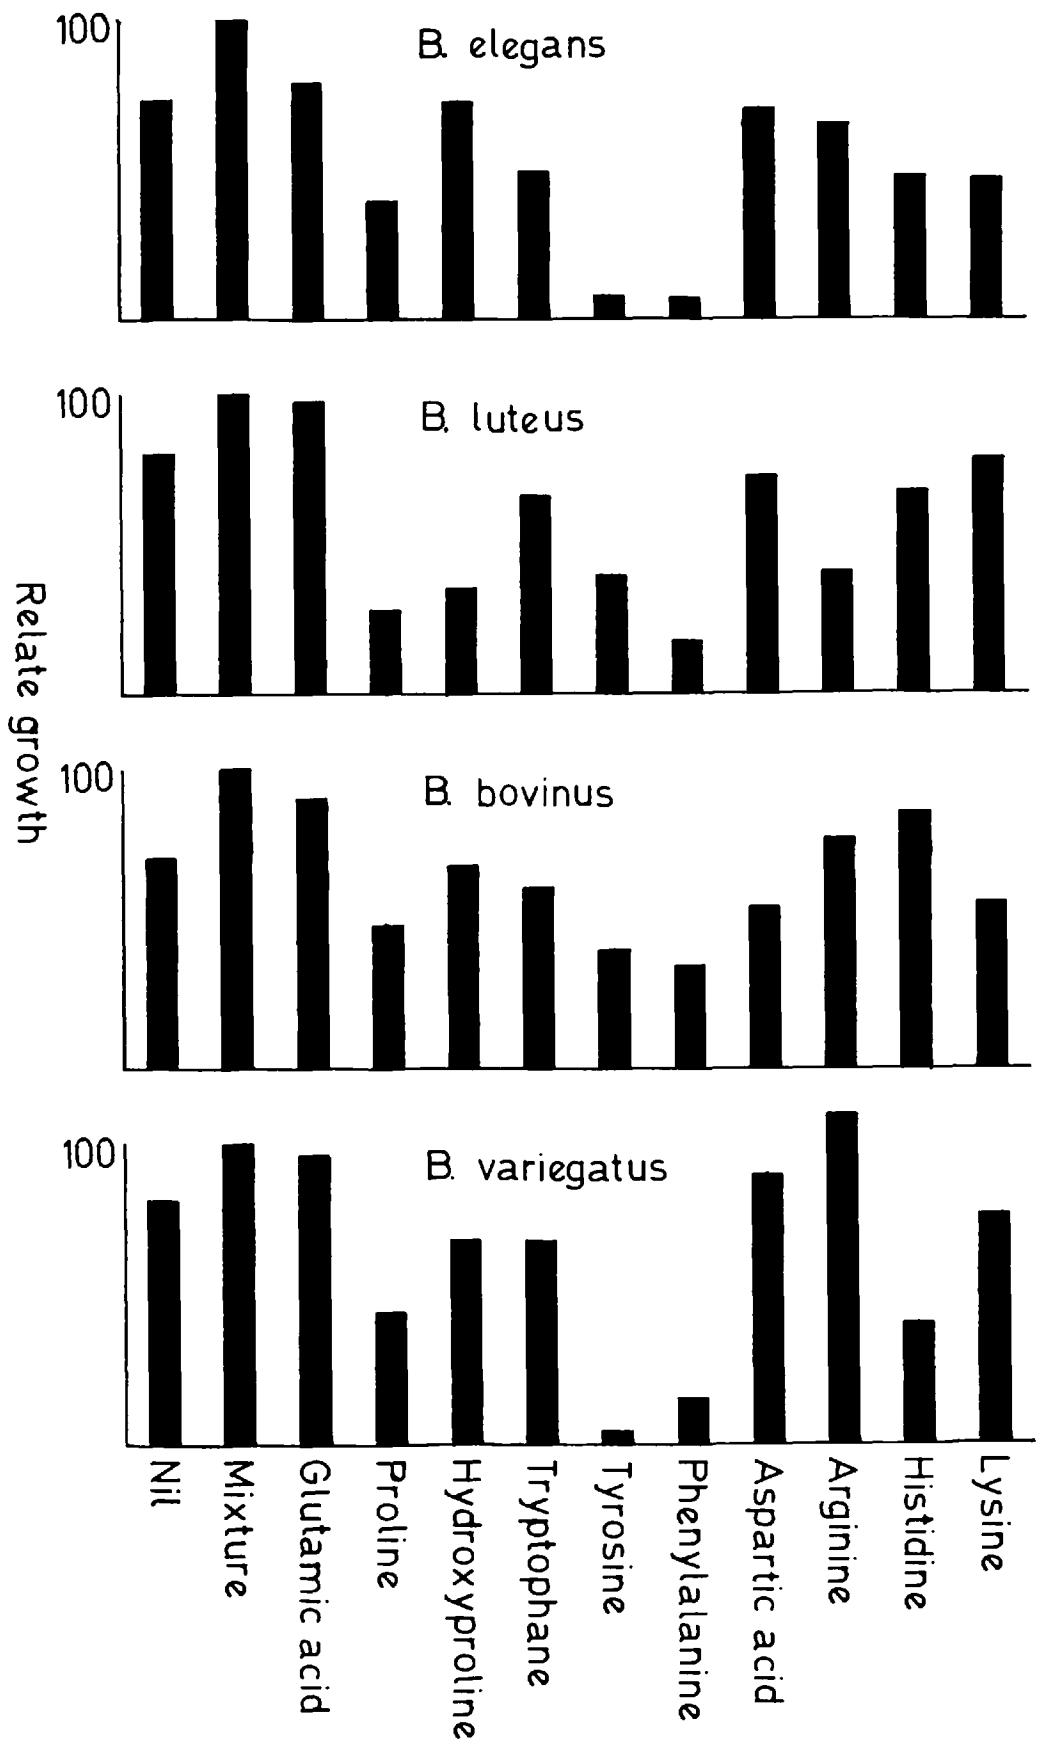 100
B. elegans
100
B. luteus
Relate growth
100
B. bovinus
100
B. variegatus
Nil
Mixture
Glutamic acid
Proline
Hydroxyproline
Tryptophane
Tyrosine
Phenylalanine
Aspartic acid
Arginine
Histidine
Lysine